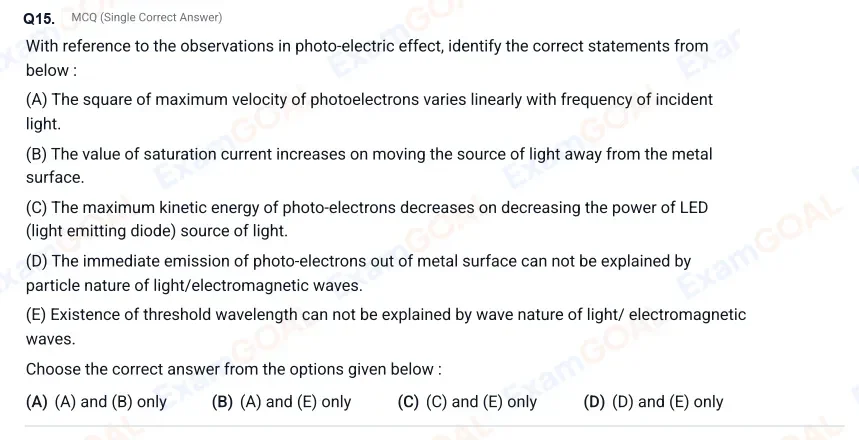 Q15. MCQ (Single Correct Answer)
With reference to the observations in photo-electric effect, identify the correct statements from
below :
(A) The square of maximum velocity of photoelectrons varies linearly with frequency of incident
light.
(B) The value of saturation current increases on moving the source of light away from the metal
surface.
(C) The maximum kinetic energy of photo-electrons decreases on decreasing the power of LED
(light emitting diode) source of light.
(D) The immediate emission of photo-electrons out of metal surface can not be explained by
particle nature of light/electromagnetic waves.
(E) Existence of threshold wavelength can not be explained by wave nature of light/ electromagnetic
waves.
Choose the correct answer from the options given below :
(A) (A) and (B) only (B) (A) and (E) only (C) (C) and (E) only (D) (D) and (E) only
ExamGOAL